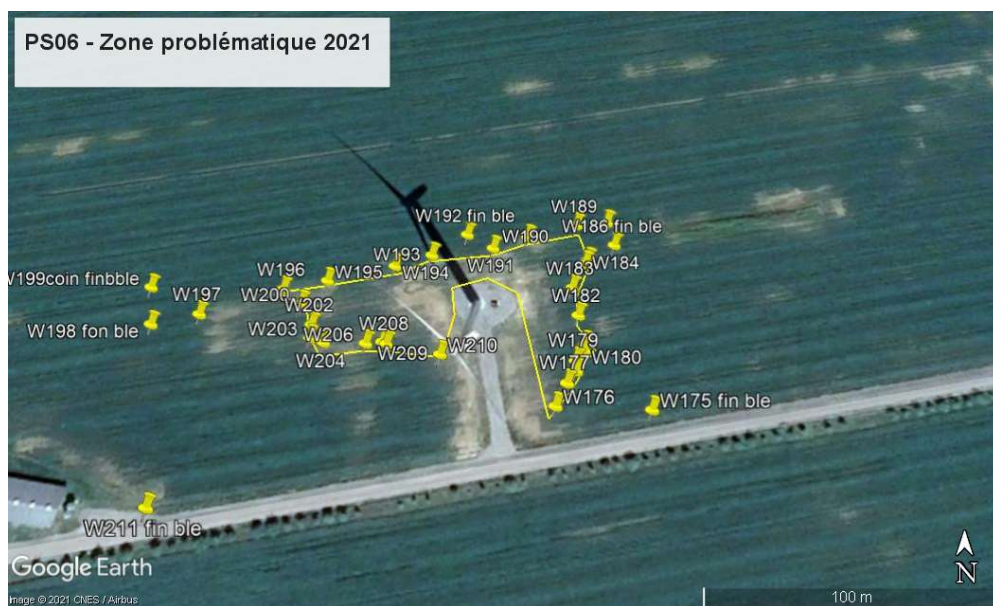 PS06 - Zone problématique 2021
W189
W192 fin ble
W186 fin ble
W190
W193
W184
W194
W191
W183
W196
W195
W199coin finbble
W200
W197
W202
W182
W198 fon ble
W203
W206
W208
W179
W204
W209
W210
W180
W177
W176
W175 fin ble
W211 fin ble
Google Earth
N
Image © 2021 CNES / Airbus
100 m